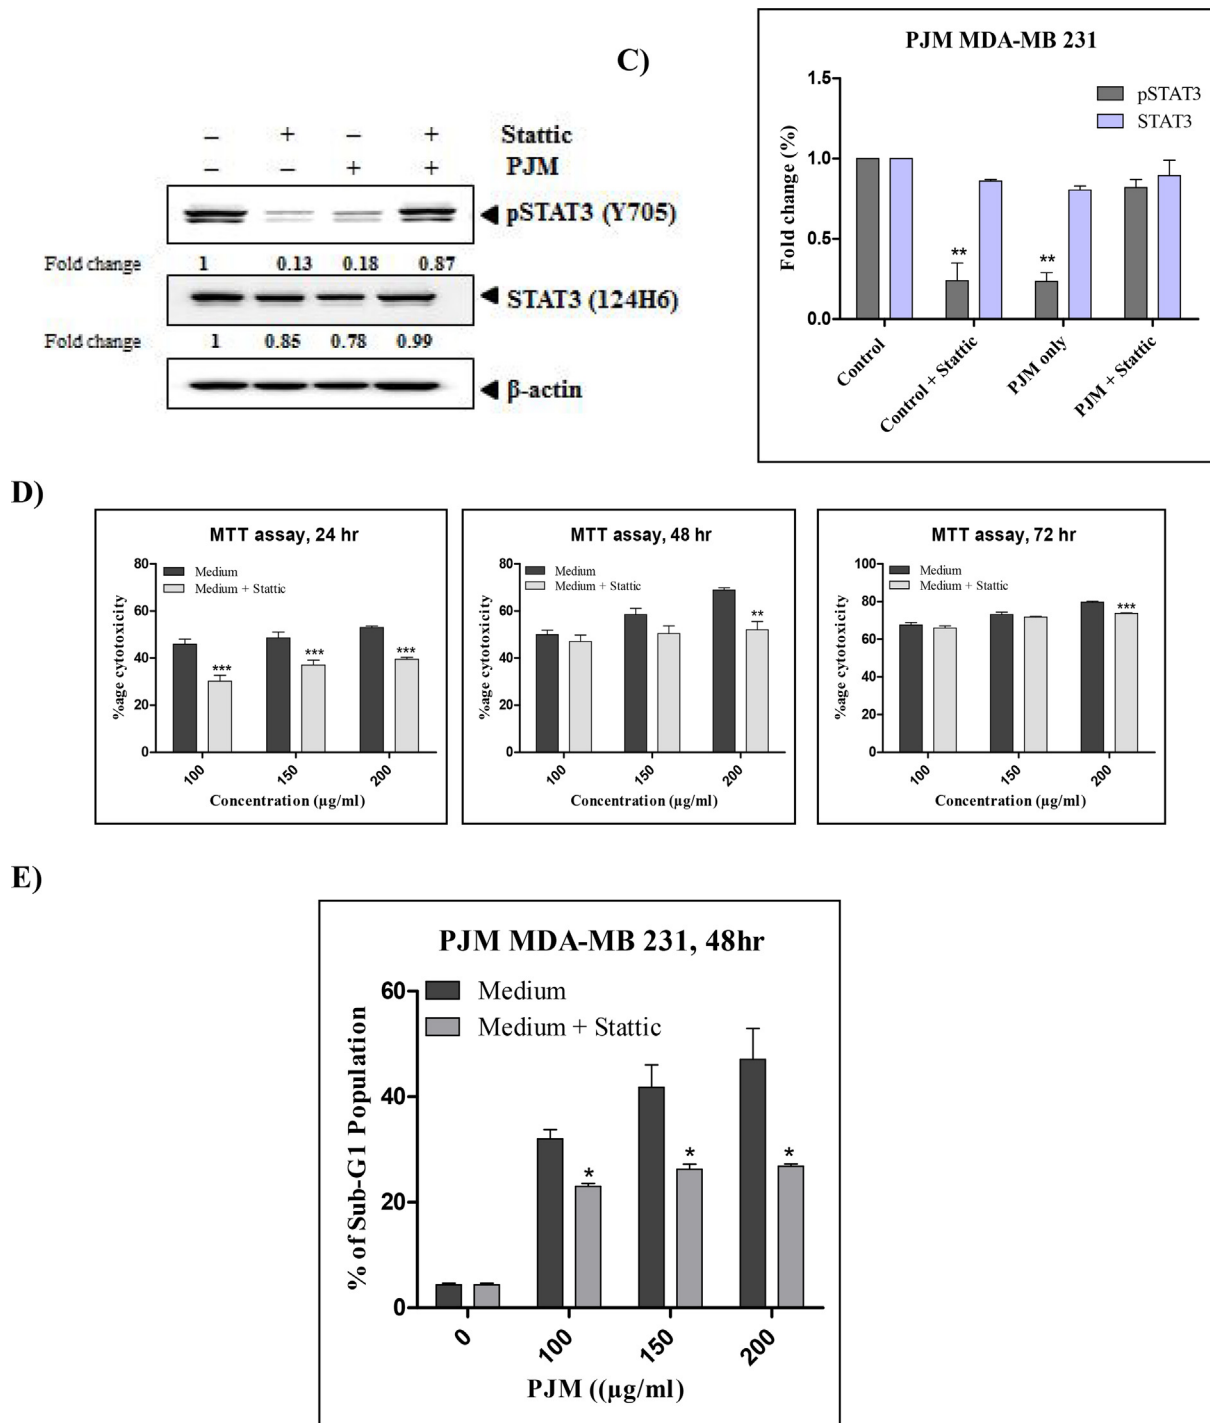 C)
– + – + Stattic
– – + + PJM
pSTAT3 (Y705)
Fold change 1 0.13 0.18 0.87
STAT3 (124H6)
Fold change 1 0.85 0.78 0.99
β-actin
PJM MDA-MB 231
pSTAT3
STAT3
Fold change (%)
1.5
1.0
0.5
0.0
** **
Control
Control + Stattic
PJM only
PJM + Stattic
D)
MTT assay, 24 hr
Medium
Medium + Stattic
%age cytotoxicity
80
60
40
20
0
*** *** ***
100 150 200
Concentration (µg/ml)
MTT assay, 48 hr
Medium
Medium + Stattic
%age cytotoxicity
80
60
40
20
0
**
100 150 200
Concentration (µg/ml)
MTT assay, 72 hr
Medium
Medium + Stattic
%age cytotoxicity
100
80
60
40
20
0
***
100 150 200
Concentration (µg/ml)
E)
PJM MDA-MB 231, 48hr
Medium
Medium + Stattic
% of Sub-G1 Population
60
40
20
0
* * *
0 100 150 200
PJM ((µg/ml)